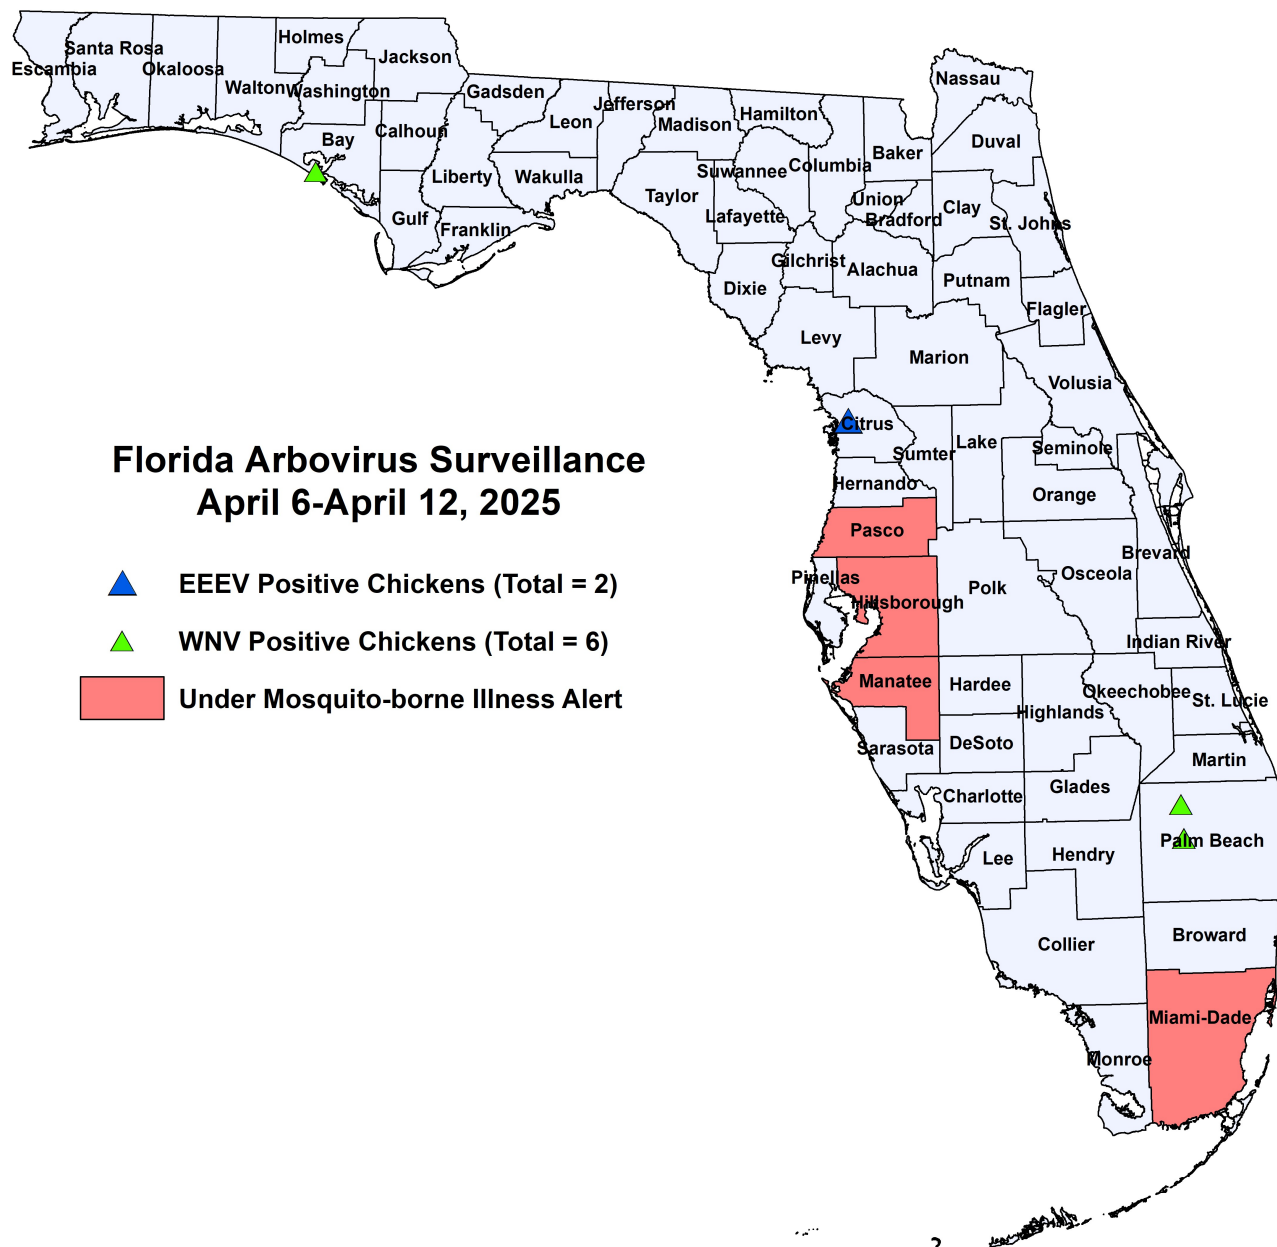 Holmes
Santa Rosa
Jackson
Escambia
Okaloosa
Walton
Washington
Gadsden
Nassau
Jefferson
Hamilton
Leon
Madison
Bay
Calhoun
Duval
Baker
Columbia
Suwannee
Liberty
Wakulla
Taylor
Union
Clay
Bradford
Lafayette
Gulf
Franklin
St. Johns
Gilchrist
Alachua
Putnam
Dixie
Flagler
Levy
Marion
Volusia
Citrus
Lake
Seminole
Sumter
Florida Arbovirus Surveillance
April 6-April 12, 2025
Hernando
Orange
Pasco
Brevard
Osceola
Pinellas
Polk
Hillsborough
EEEV Positive Chickens (Total = 2)
WNV Positive Chickens (Total = 6)
Under Mosquito-borne Illness Alert
Indian River
Manatee
Hardee
Okeechobee
St. Lucie
Highlands
Sarasota
DeSoto
Martin
Glades
Charlotte
Palm Beach
Lee
Hendry
Broward
Collier
Miami-Dade
Monroe